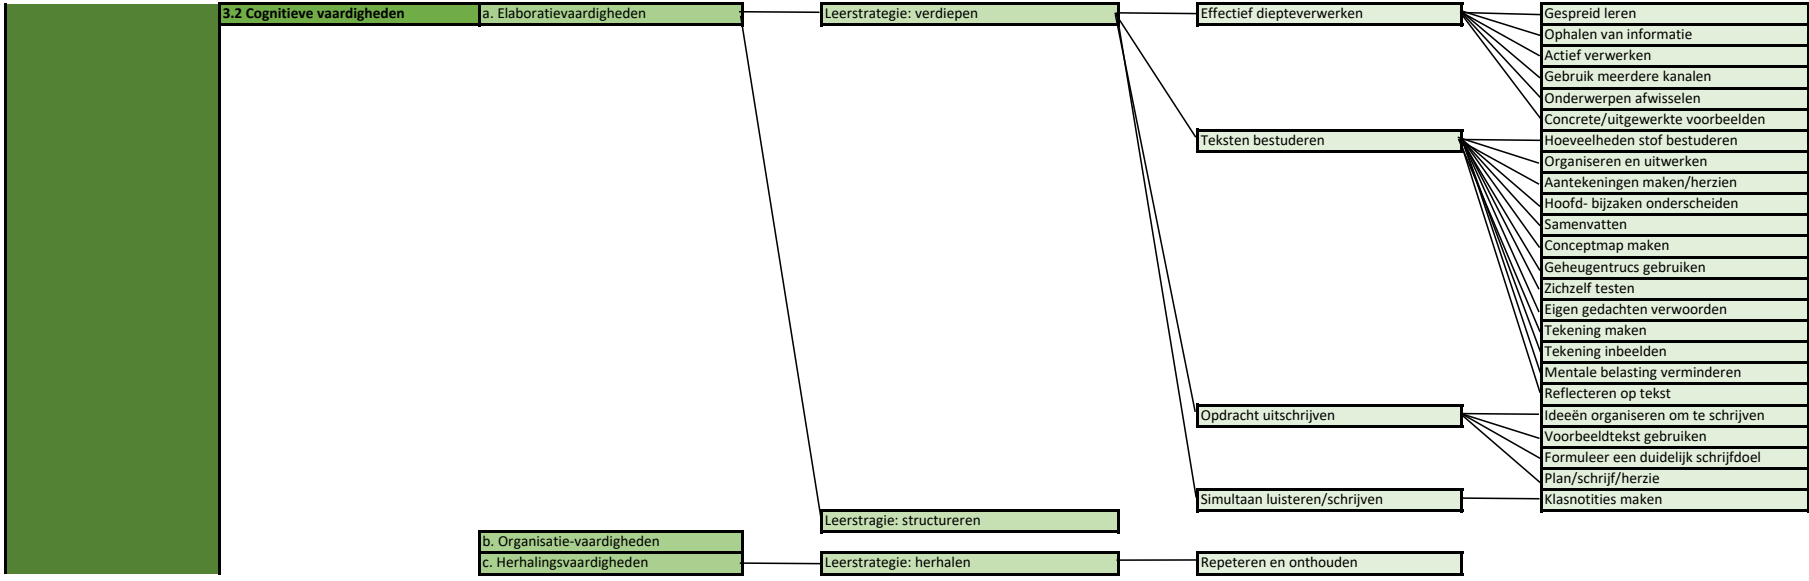 3.2 Cognitieve vaardigheden
a. Elaboratievaardigheden
Leerstrategie: verdiepen
Effectief diepteverwerken
Gespreid leren
Ophalen van informatie
Actief verwerken
Gebruik meerdere kanalen
Onderwerpen afwisselen
Concrete/uitgewerkte voorbeelden
Teksten bestuderen
Hoeveelheden stof bestuderen
Organiseren en uitwerken
Aantekeningen maken/herzien
Hoofd- bijzaken onderscheiden
Samenvatten
Conceptmap maken
Geheugentrucs gebruiken
Zichzelf testen
Eigen gedachten verwoorden
Tekening maken
Tekening inbeelden
Mentale belasting verminderen
Reflecteren op tekst
Opdracht uitschrijven
Ideeën organiseren om te schrijven
Voorbeeldtekst gebruiken
Formuleer een duidelijk schrijfdoel
Plan/schrijf/herzie
Simultaan luisteren/schrijven
Klasnotities maken
Leerstragie: structureren
b. Organisatie-vaardigheden
c. Herhalingsvaardigheden
Leerstrategie: herhalen
Repeteren en onthouden